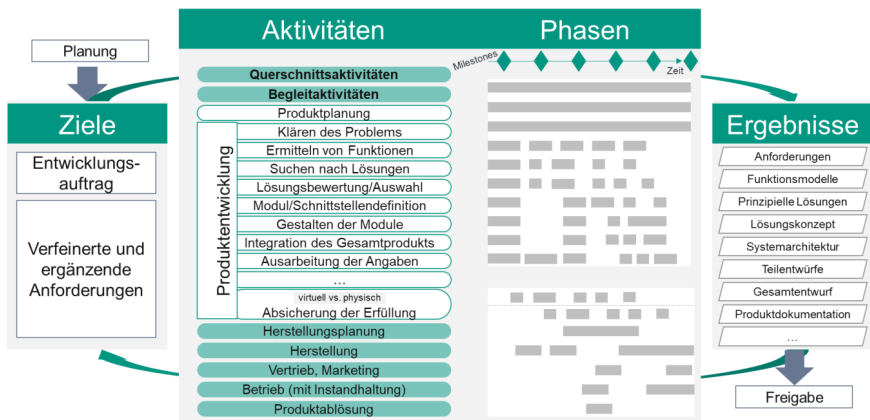 Planung
Ziele
Entwicklungs-
auftrag
Verfeinerte und
ergänzende
Anforderungen
Aktivitäten
Phasen
Milestones
Zeit
Querschnittsaktivitäten
Begleitaktivitäten
Produktplanung
Produktentwicklung
Klären des Problems
Ermitteln von Funktionen
Suchen nach Lösungen
Lösungsbewertung/Auswahl
Modul/Schnittstellendefinition
Gestalten der Module
Integration des Gesamtprodukts
Ausarbeitung der Angaben
...
virtuell vs. physisch
Absicherung der Erfüllung
Herstellungsplanung
Herstellung
Vertrieb, Marketing
Betrieb (mit Instandhaltung)
Produktablösung
Ergebnisse
Anforderungen
Funktionsmodelle
Prinzipielle Lösungen
Lösungskonzept
Systemarchitektur
Teilentwürfe
Gesamtentwurf
Produktdokumentation
...
Freigabe